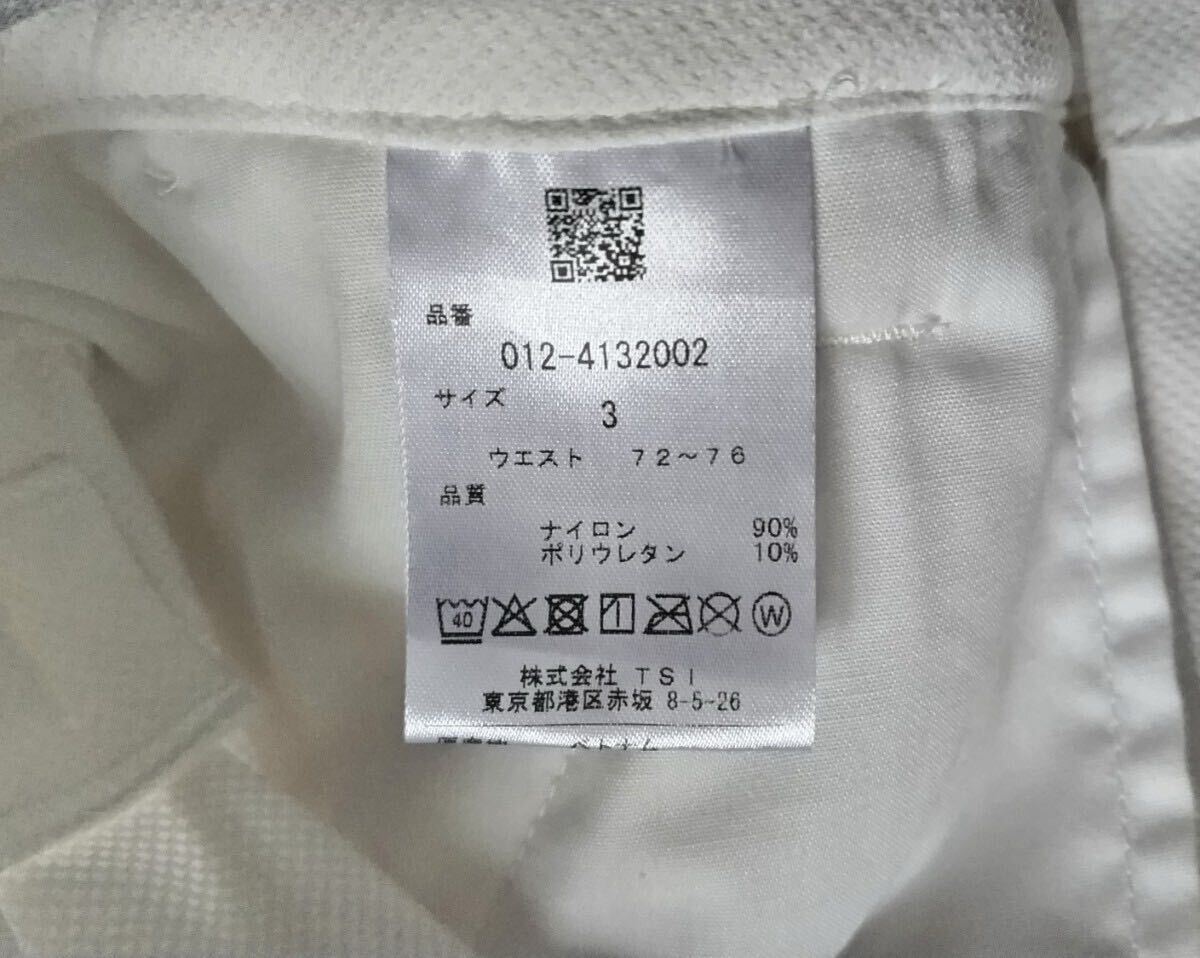 品番
012-4132002
サイズ 3
ウエスト 72~76
品質
ナイロン 90%
ポリウレタン 10%
40 W
株式会社 TSI
東京都港区赤坂 8-5-26